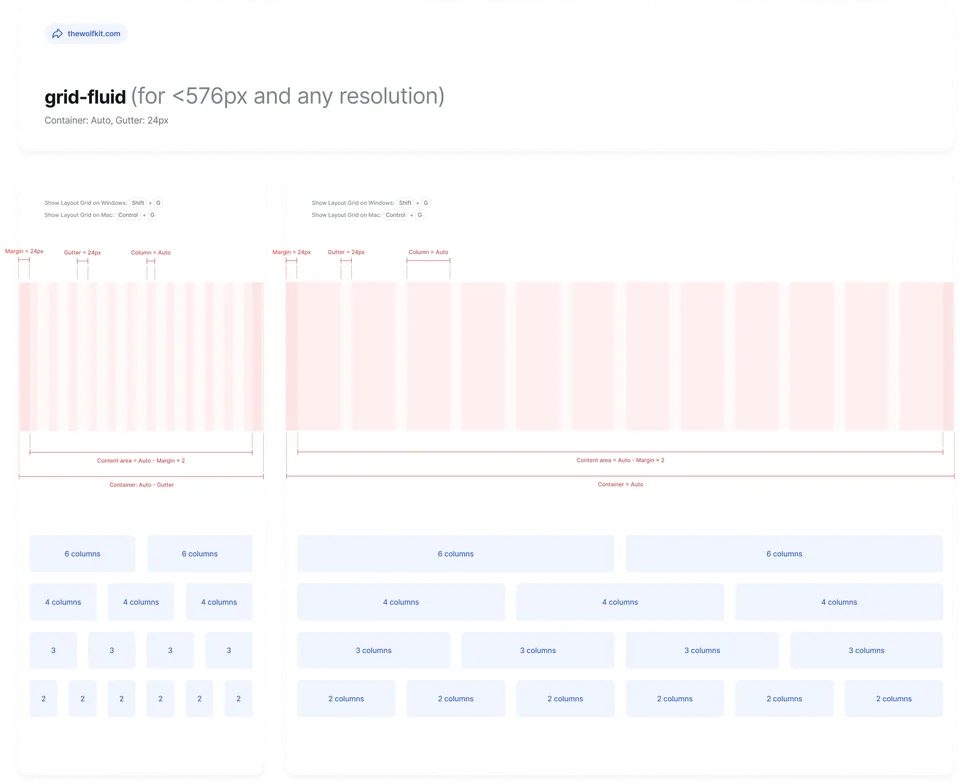 thewolfkit.com
grid-fluid (for <576px and any resolution)
Container: Auto, Gutter: 24px
Show Layout Grid on Windows: Shift + G
Show Layout Grid on Mac: Control + G
Margin = 24px
Gutter = 24px
Column = Auto
Content area = Auto - Margin × 2
Container: Auto - Gutter
6 columns
6 columns
4 columns
4 columns
4 columns
3
3
3
3
2
2
2
2
2
2
Show Layout Grid on Windows: Shift + G
Show Layout Grid on Mac: Control + G
Margin = 24px
Gutter = 24px
Column = Auto
Content area = Auto - Margin × 2
Container = Auto
6 columns
6 columns
4 columns
4 columns
4 columns
3 columns
3 columns
3 columns
3 columns
2 columns
2 columns
2 columns
2 columns
2 columns
2 columns